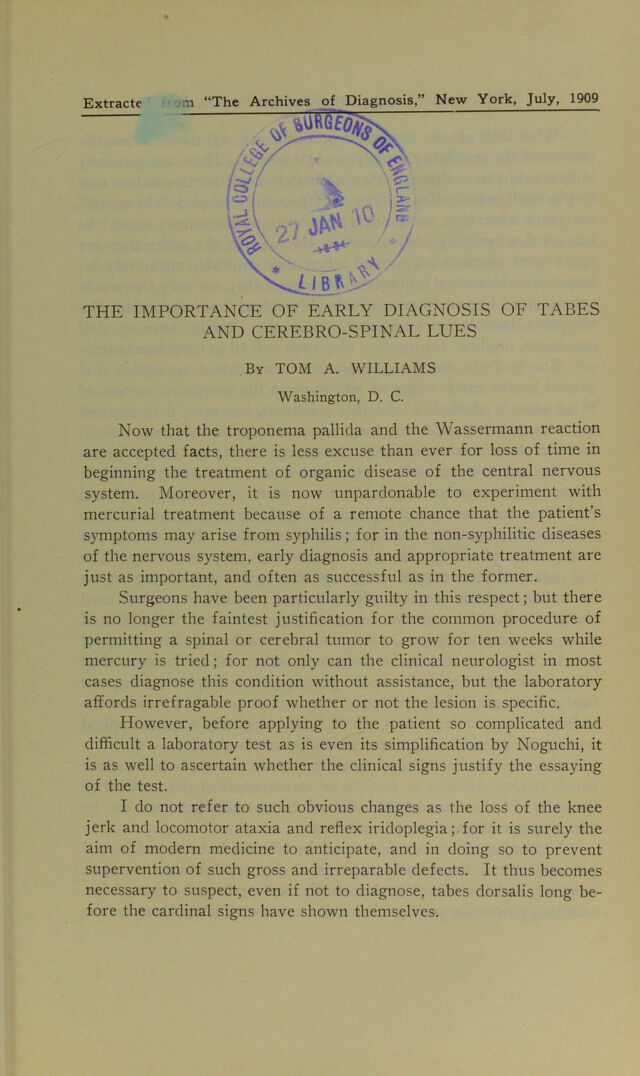 Extracte from "The Archives of Diagnosis," New York, July, 1909
ROYAL COLLEGE OF SURGEONS OF ENGLAND
27 JAN 10
* LIBRARY *
THE IMPORTANCE OF EARLY DIAGNOSIS OF TABES
AND CEREBRO-SPINAL LUES
By TOM A. WILLIAMS
Washington, D. C.
Now that the troponema pallida and the Wassermann reaction
are accepted facts, there is less excuse than ever for loss of time in
beginning the treatment of organic disease of the central nervous
system. Moreover, it is now unpardonable to experiment with
mercurial treatment because of a remote chance that the patient's
symptoms may arise from syphilis; for in the non-syphilitic diseases
of the nervous system, early diagnosis and appropriate treatment are
just as important, and often as successful as in the former.
Surgeons have been particularly guilty in this respect; but there
is no longer the faintest justification for the common procedure of
permitting a spinal or cerebral tumor to grow for ten weeks while
mercury is tried; for not only can the clinical neurologist in most
cases diagnose this condition without assistance, but the laboratory
affords irrefragable proof whether or not the lesion is specific.
However, before applying to the patient so complicated and
difficult a laboratory test as is even its simplification by Noguchi, it
is as well to ascertain whether the clinical signs justify the essaying
of the test.
I do not refer to such obvious changes as the loss of the knee
jerk and locomotor ataxia and reflex iridoplegia; for it is surely the
aim of modern medicine to anticipate, and in doing so to prevent
supervention of such gross and irreparable defects. It thus becomes
necessary to suspect, even if not to diagnose, tabes dorsalis long be-
fore the cardinal signs have shown themselves.